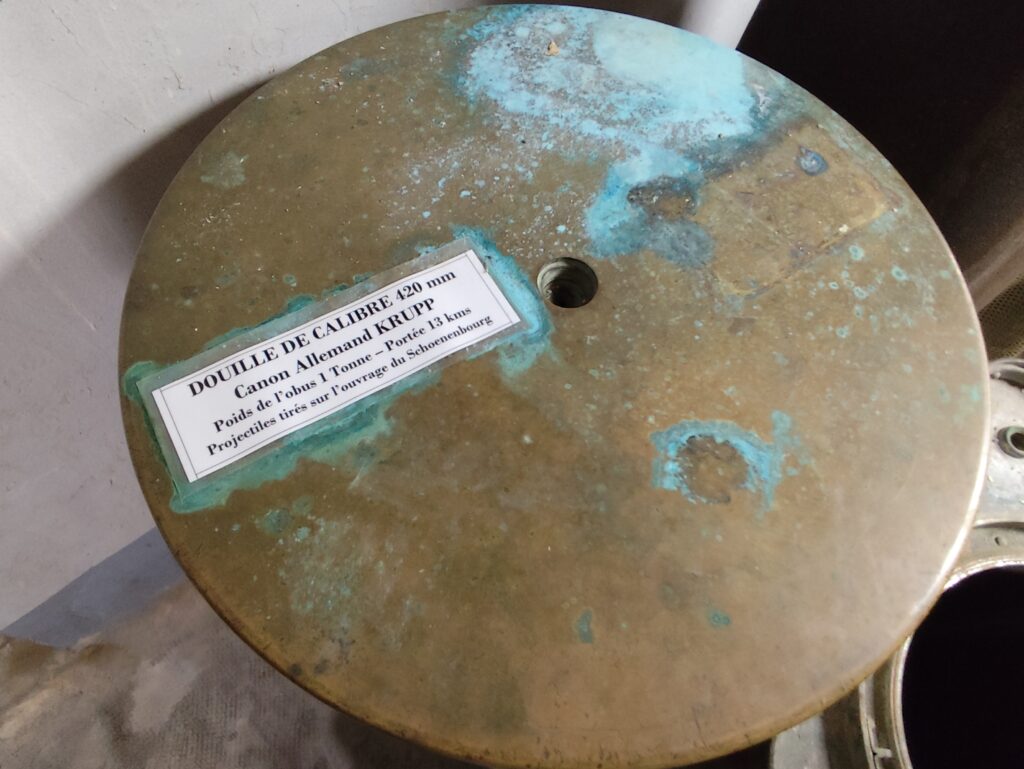 DOUILLE DE CALIBRE 420 mm
Canon Allemand KRUPP
Poids de l'obus 1 Tonne – Portée 13 kms
Projectiles tirés sur l'ouvrage du Schoenenbourg